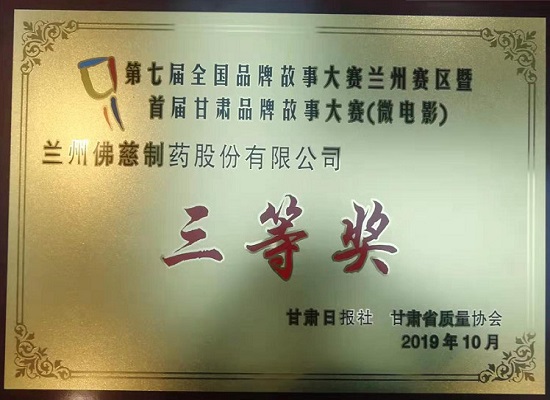 第七届全国品牌故事大赛兰州赛区暨
首届甘肃品牌故事大赛(微电影)
兰州佛慈制药股份有限公司
三等奖
甘肃日报社 甘肃省质量协会
2019年10月